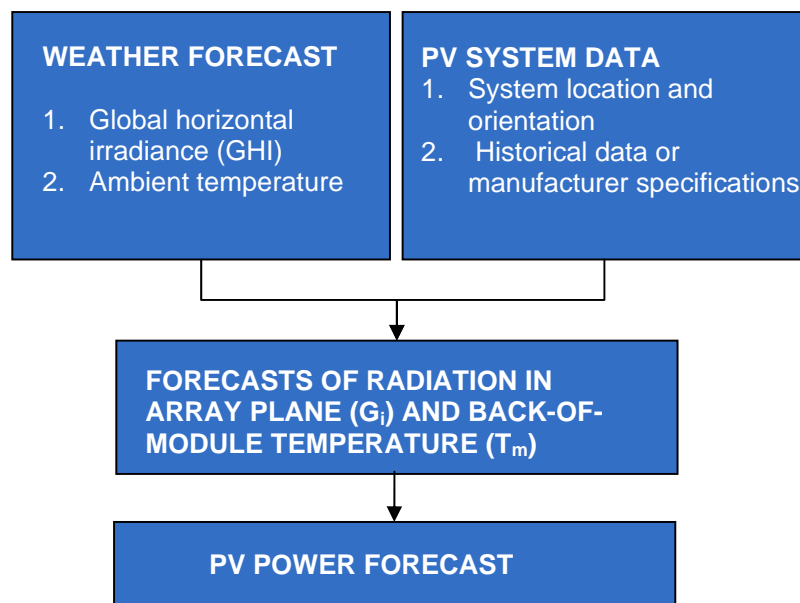 WEATHER FORECAST
1. Global horizontal
irradiance (GHI)
2. Ambient temperature
PV SYSTEM DATA
1. System location and
orientation
2. Historical data or
manufacturer specifications
FORECASTS OF RADIATION IN
ARRAY PLANE (Gi) AND BACK-OF-
MODULE TEMPERATURE (Tm)
PV POWER FORECAST